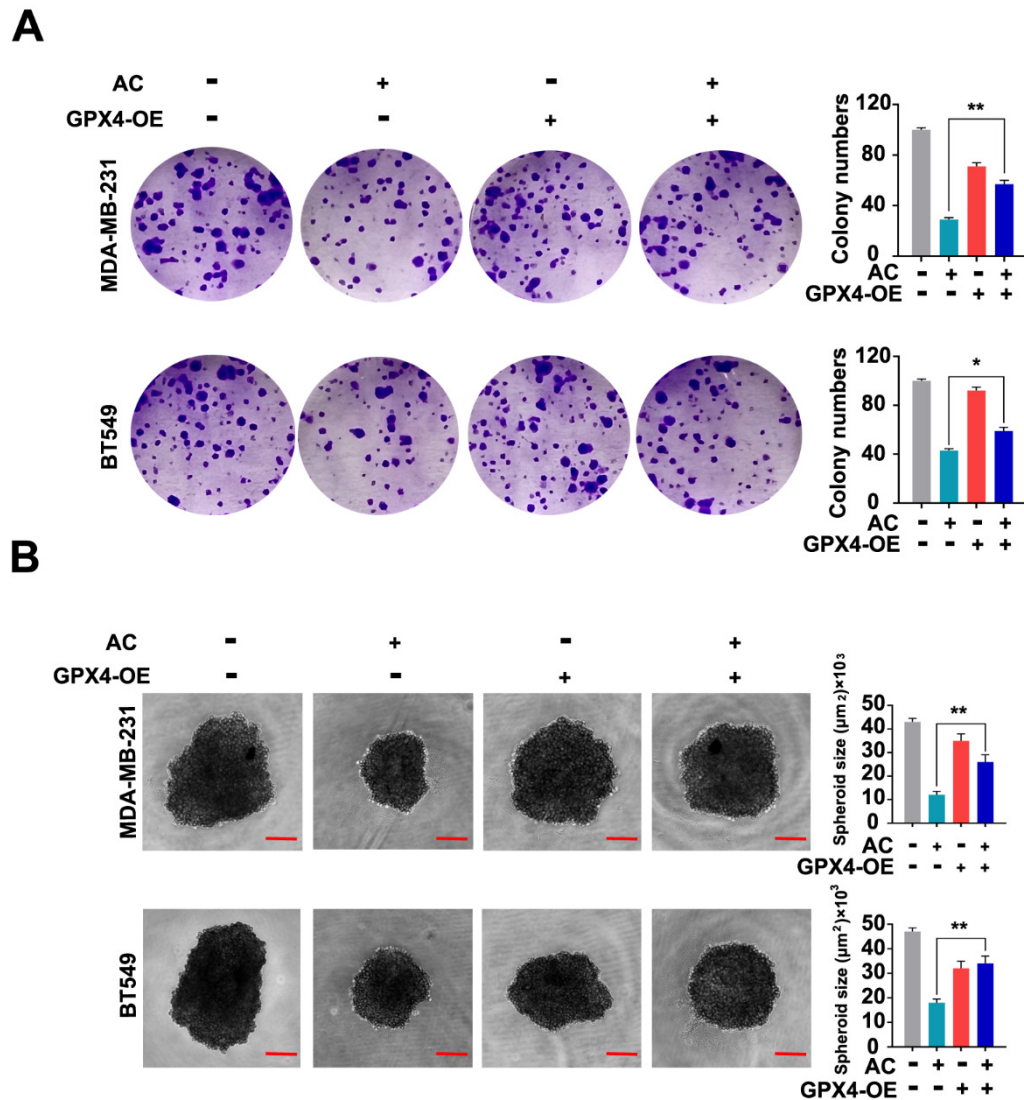 A
AC - + - +
GPX4-OE - - + +
MDA-MB-231
Colony numbers
120
80
40
0
**
AC - + - +
GPX4-OE - - + +
BT549
Colony numbers
120
80
40
0
*
AC - + - +
GPX4-OE - - + +
B
AC - + - +
GPX4-OE - - + +
MDA-MB-231
Spheroid size (μm₂)×10³
50
40
30
20
10
0
**
AC - + - +
GPX4-OE - - + +
BT549
Spheroid size (μm²)×10³
50
40
30
20
10
0
**
AC - + - +
GPX4-OE - - + +